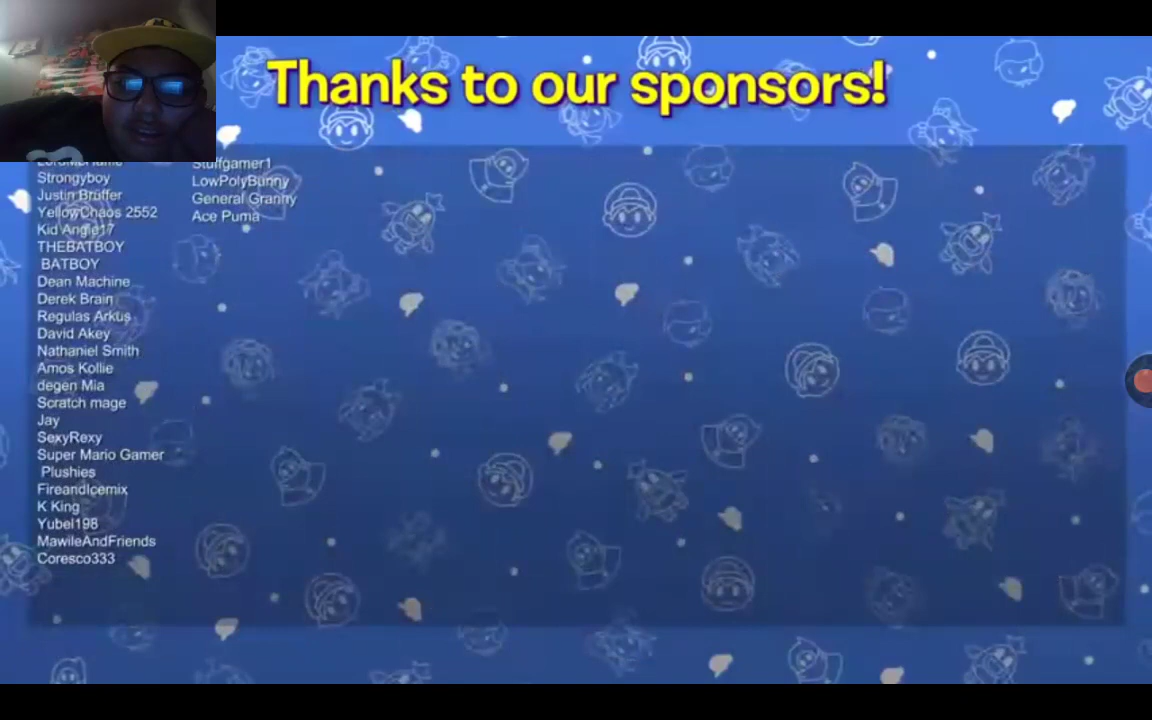 Thanks to our sponsors!
Strongyboy
Justin Bruffer
YellowChaos 2552
Kid Angle17
THEBATBOY
BATBOY
Dean Machine
Derek Brain
Regulas Arkus
David Akey
Nathaniel Smith
Amos Kollie
degen Mia
Scratch mage
Jay
SexyRexy
Super Mario Gamer
Plushies
FireandIcemix
K King
Yubel198
MawileAndFriends
Coresco333
Stuffgamer1
LowPolyBunny
General Granny
Ace Puma